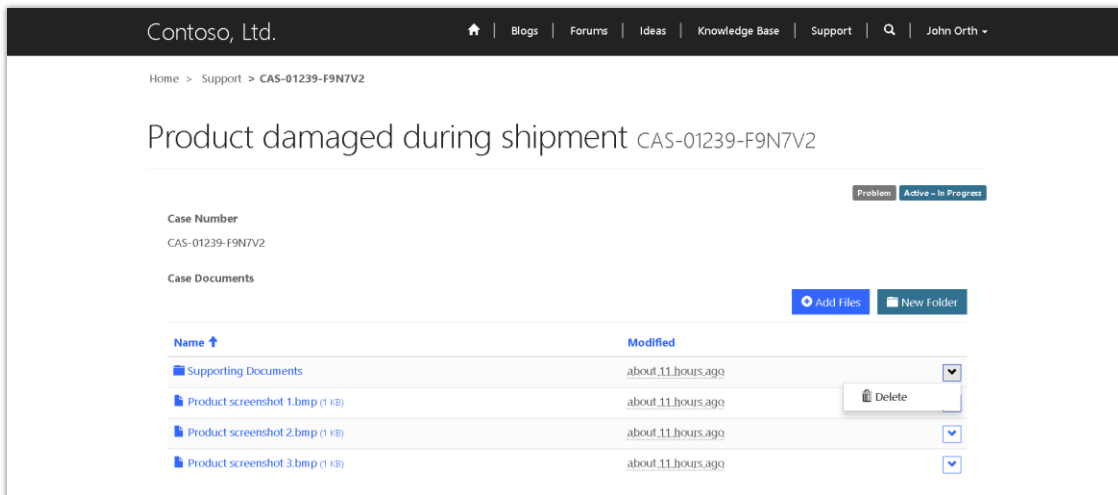 Contoso, Ltd.
Blogs | Forums | Ideas | Knowledge Base | Support | | John Orth
Home > Support > CAS-01239-F9N7V2
Product damaged during shipment CAS-01239-F9N7V2
Problem Active – In Progress
Case Number
CAS-01239-F9N7V2
Case Documents
Add Files New Folder
Name Modified
Supporting Documents about 11 hours ago
Delete
Product screenshot 1.bmp (1 KB) about 11 hours ago
Product screenshot 2.bmp (1 KB) about 11 hours ago
Product screenshot 3.bmp (1 KB) about 11 hours ago